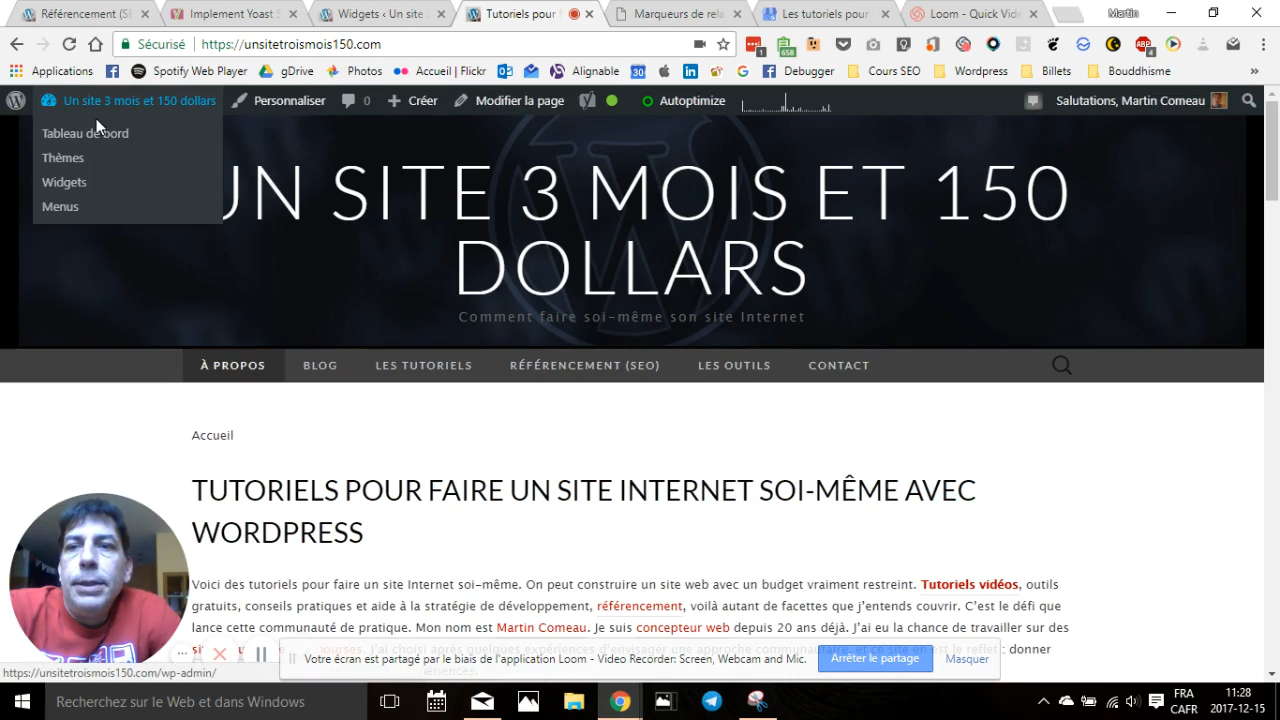 Référencement (SE
Implement Yoast S
Widgets ‹ Un site
Tutoriels pour
Marqueurs de rela
Les tutoriels pour
Loom - Quick Vid
Martin
Sécurisé
https://unsitetroismois150.com
1
658
ABP
4
Applications
Spotify Web Player
gDrive
Photos
Accueil | Flickr
Alignable
30
Debugger
Cours SEO
Wordpress
Billets
Bouddhisme
»
Un site 3 mois et 150 dollars
Personnaliser
0
Créer
Modifier la page
Autoptimize
Salutations, Martin Comeau
Tableau de bord
Thèmes
Widgets
Menus
UN SITE 3 MOIS ET 150
DOLLARS
Comment faire soi-même son site Internet
À PROPOS
BLOG
LES TUTORIELS
RÉFÉRENCEMENT (SEO)
LES OUTILS
CONTACT
Accueil
TUTORIELS POUR FAIRE UN SITE INTERNET SOI-MÊME AVEC
WORDPRESS
Voici des tutoriels pour faire un site Internet soi-même. On peut construire un site web avec un budget vraiment restreint. Tutoriels vidéos, outils
gratuits, conseils pratiques et aide à la stratégie de développement, référencement, voilà autant de facettes que j'entends couvrir. C'est le défi que
lance cette communauté de pratique. Mon nom est Martin Comeau. Je suis concepteur web depuis 20 ans déjà. J'ai eu la chance de travailler sur des
: donner
Votre écran est partagé par le biais de l'application Loom - Video Recorder: Screen, Webcam and Mic.
Arrêter le partage
Masquer
https://unsitetroismois150.com/wp-admin/
Recherchez sur le Web et dans Windows
FRA
CAFR
11:28
2017-12-15